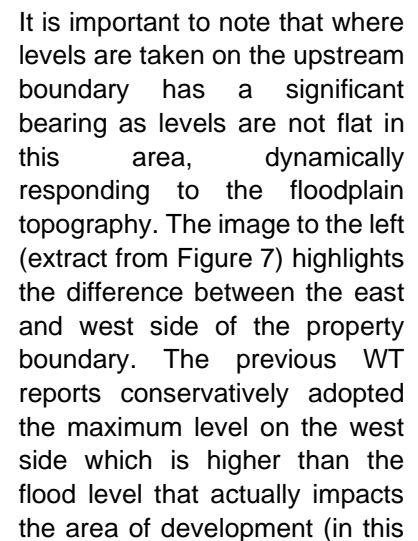 It is important to note that where
levels are taken on the upstream
boundary has a significant
bearing as levels are not flat in
this area, dynamically
responding to the floodplain
topography. The image to the left
(extract from Figure 7) highlights
the difference between the east
and west side of the property
boundary. The previous WT
reports conservatively adopted
the maximum level on the west
side which is higher than the
flood level that actually impacts
the area of development (in this